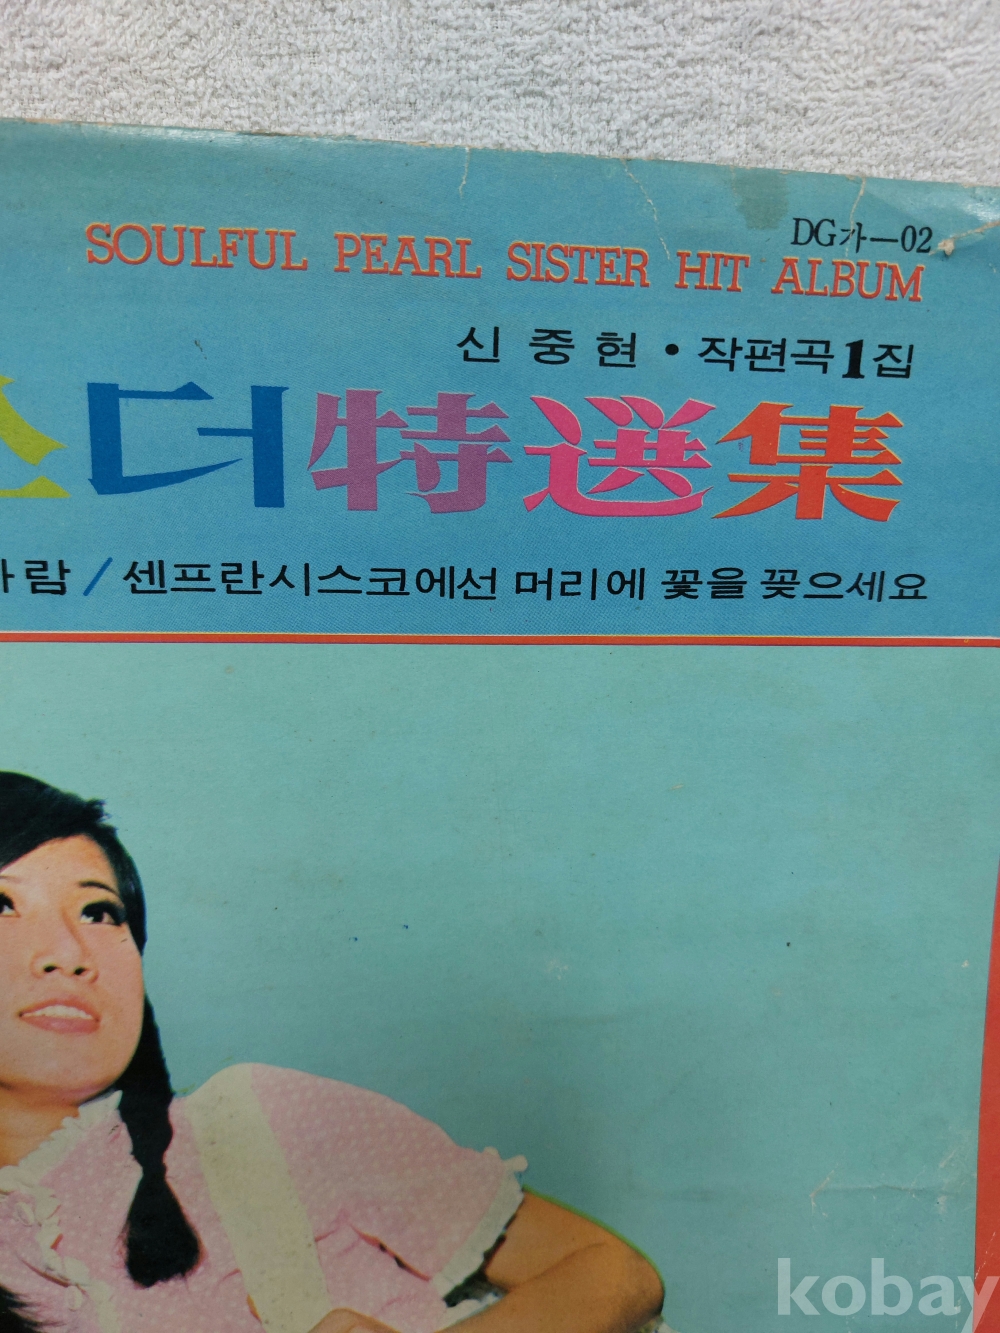 DG가—02
SOULFUL PEARL SISTER HIT ALBUM
신중현・작편곡1집
스더特選集
람/센프란시스코에선 머리에 꽃을 꽂으세요
kobay